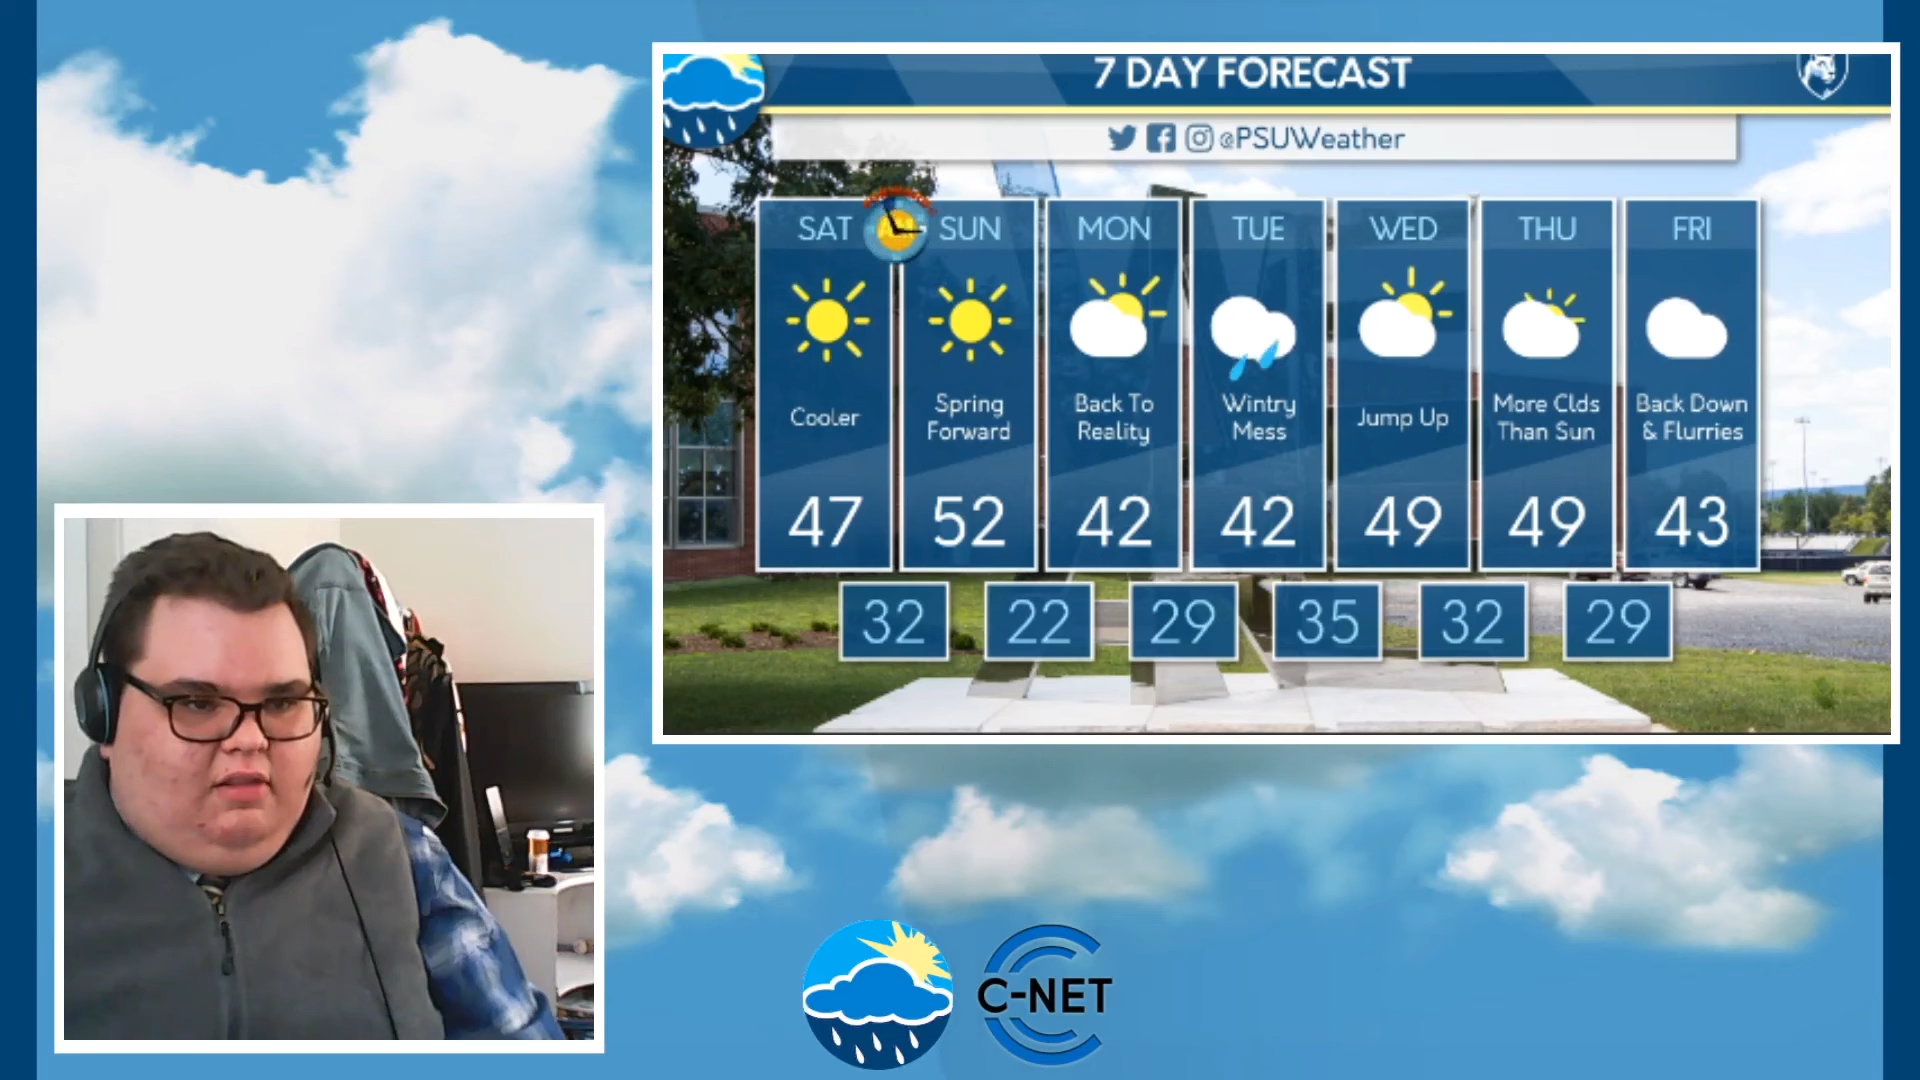 7 DAY FORECAST
@PSUWeather
SAT
SUN
MON
TUE
WED
THU
FRI
Cooler
Spring
Forward
Back To
Reality
Wintry
Mess
Jump Up
More Clds
Than Sun
Back Down
& Flurries
47
52
42
42
49
49
43
32
22
29
35
32
29
C-NET